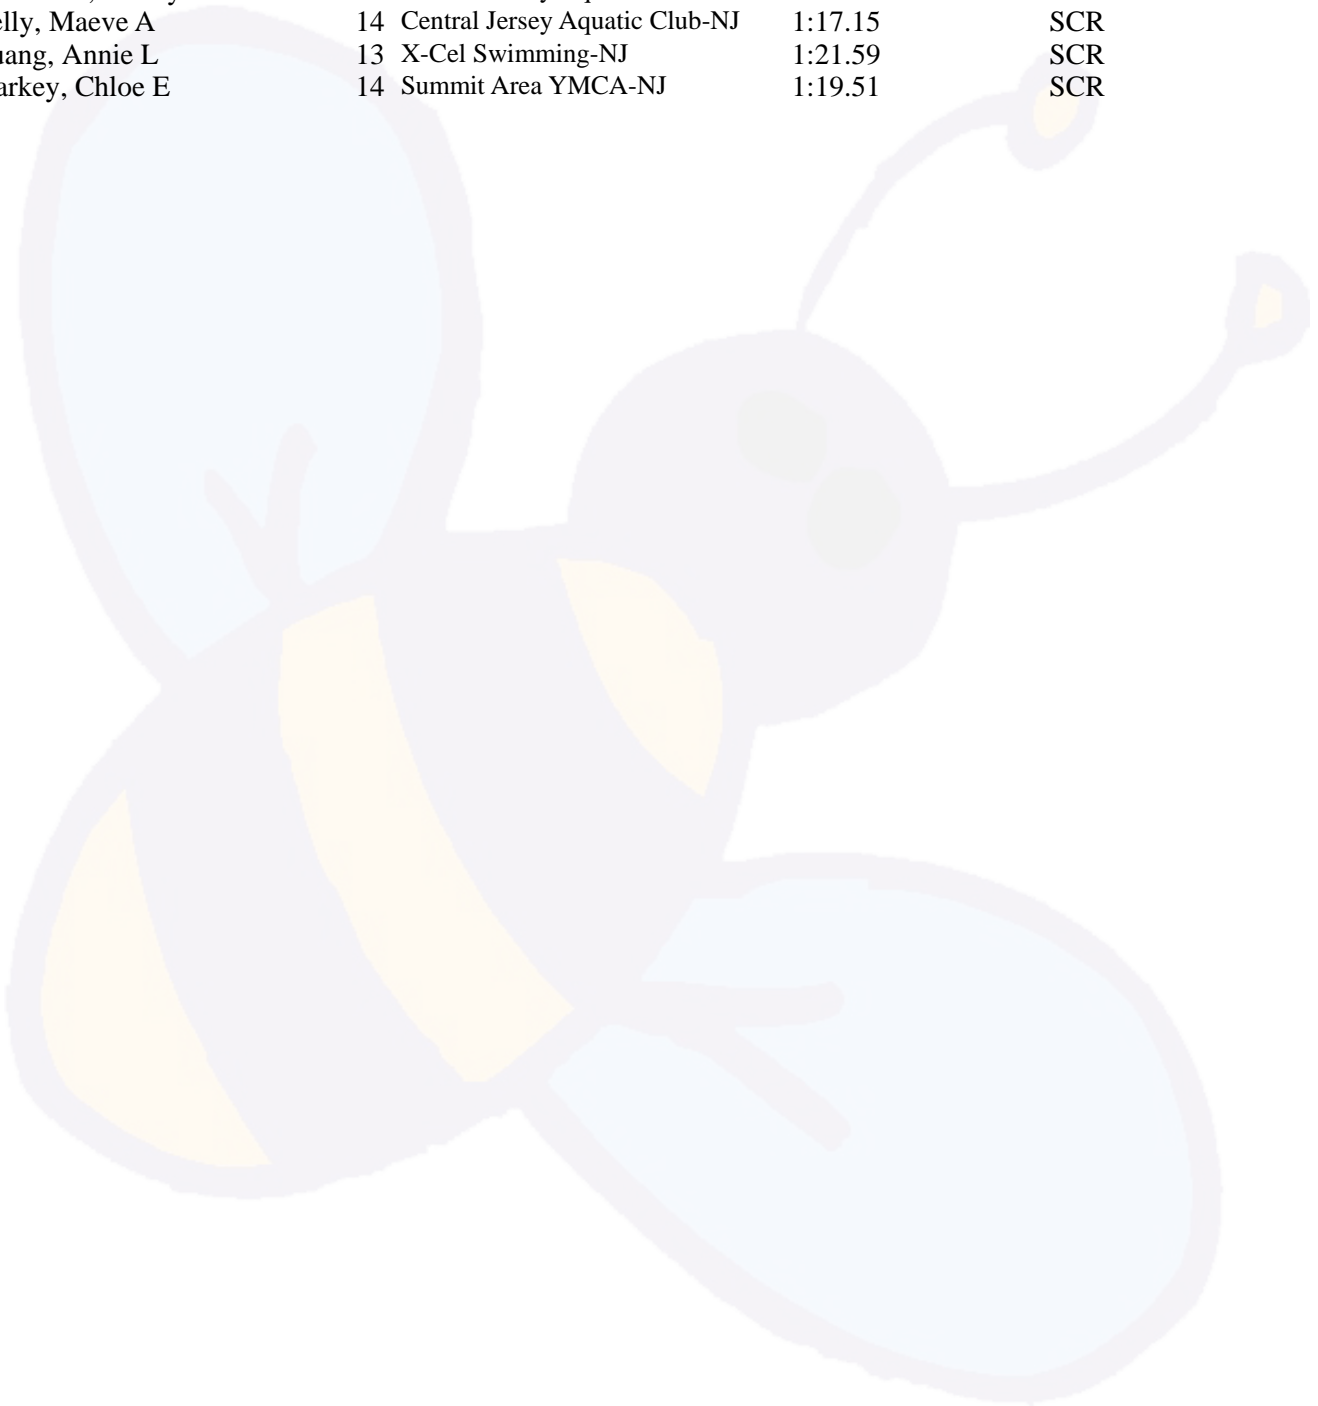 elly, Maeve A 14 Central Jersey Aquatic Club-NJ 1:17.15 SCR
uang, Annie L 13 X-Cel Swimming-NJ 1:21.59 SCR
arkey, Chloe E 14 Summit Area YMCA-NJ 1:19.51 SCR